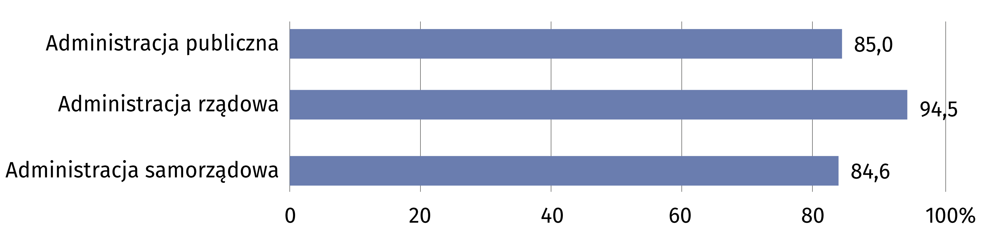 Administracja publiczna 85,0
Administracja rządowa 94,5
Administracja samorządowa 84,6
0 20 40 60 80 100%